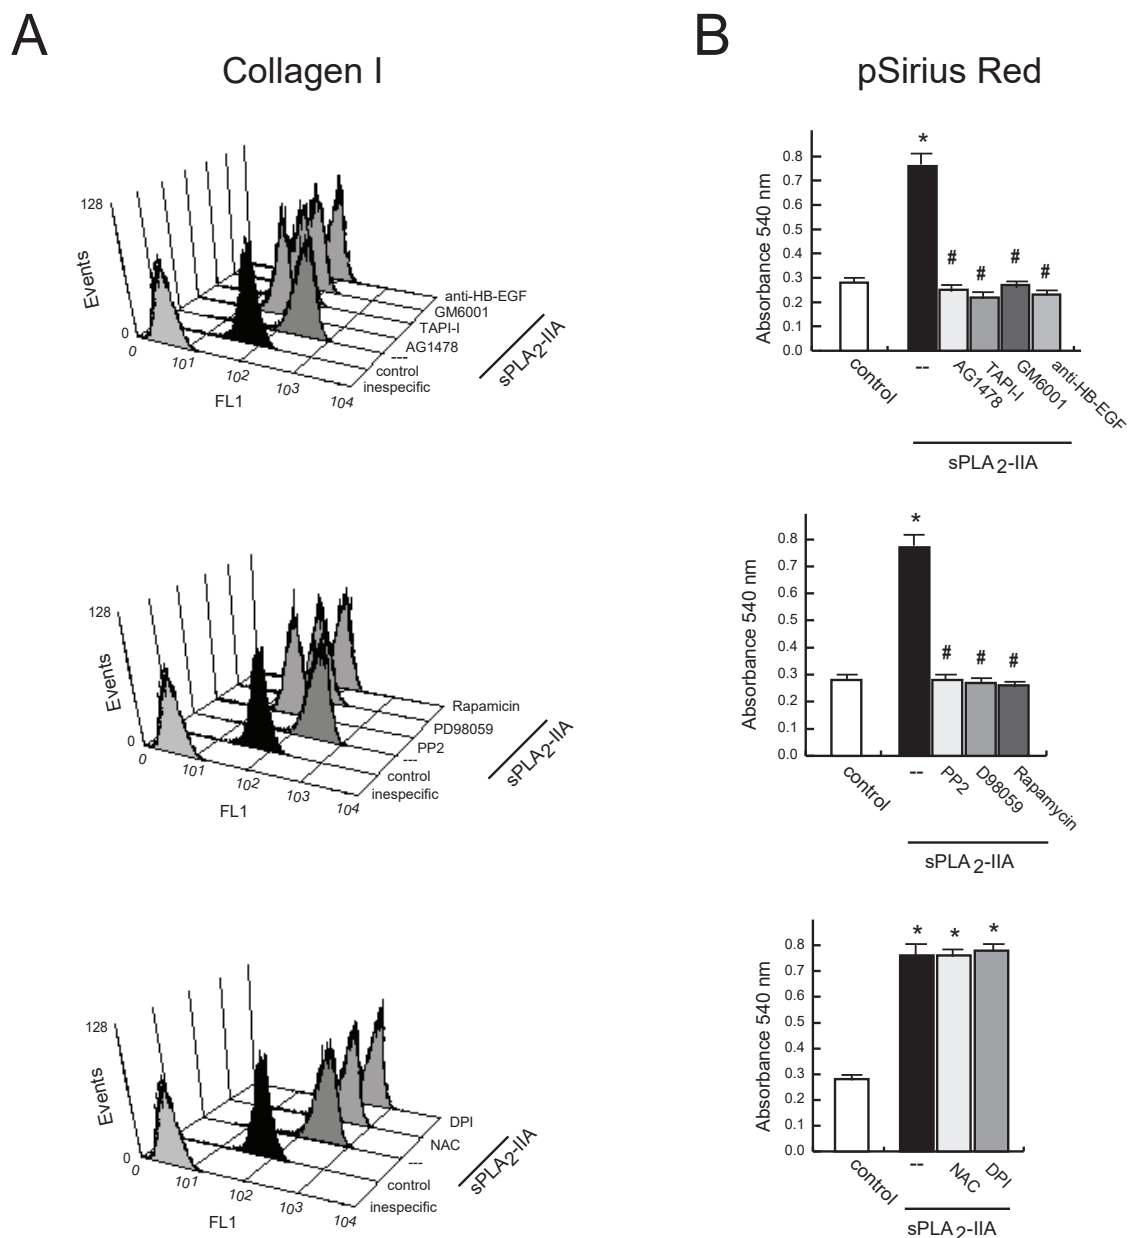 A
B
Collagen I
pSirius Red
128
Events
0
0
101
102
103
104
FL1
anti-HB-EGF
GM6001
TAPI-I
AG1478
---
control
inespecific
sPLA2-IIA
Absorbance 540 nm
0.8
0.7
0.6
0.5
0.4
0.3
0.2
0.1
0.0
*
#
#
#
#
control
--
AG1478
TAPI-I
GM6001
anti-HB-EGF
sPLA2-IIA
128
Events
0
0
101
102
103
104
FL1
Rapamicin
PD98059
PP2
---
control
inespecific
sPLA2-IIA
Absorbance 540 nm
0.8
0.7
0.6
0.5
0.4
0.3
0.2
0.1
0.0
*
#
#
#
control
--
PP2
D98059
Rapamycin
sPLA2-IIA
128
Events
0
0
101
102
103
104
FL1
DPI
NAC
---
control
inespecific
sPLA2-IIA
Absorbance 540 nm
0.8
0.7
0.6
0.5
0.4
0.3
0.2
0.1
0.0
*
*
*
control
--
NAC
DPI
sPLA2-IIA